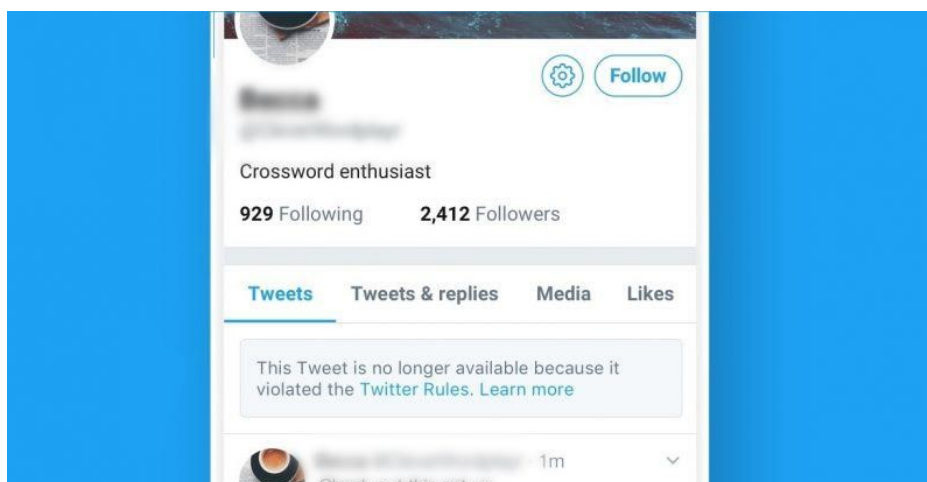 Follow
Crossword enthusiast
929 Following 2,412 Followers
Tweets Tweets & replies Media Likes
This Tweet is no longer available because it
violated the Twitter Rules. Learn more
1m